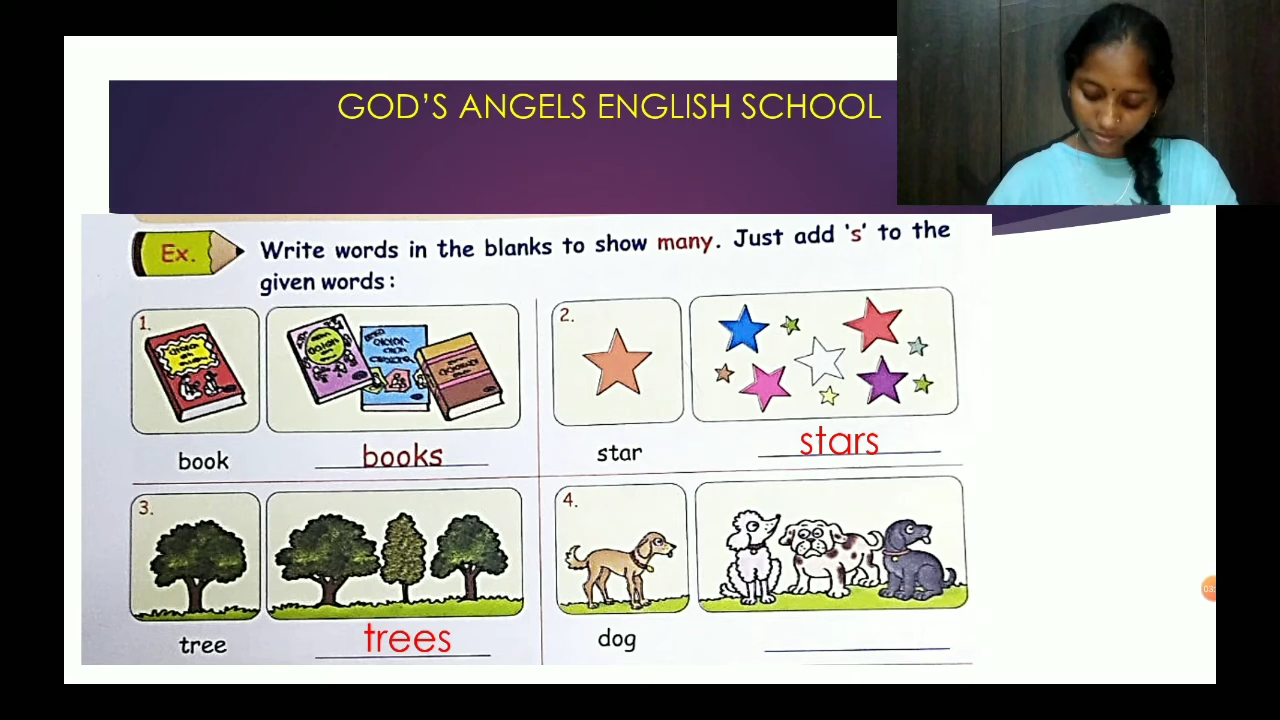 GOD'S ANGELS ENGLISH SCHOOL
Ex. Write words in the blanks to show many. Just add 's' to the
given words:
1.
2.
book books
star stars
3.
4.
tree trees
dog